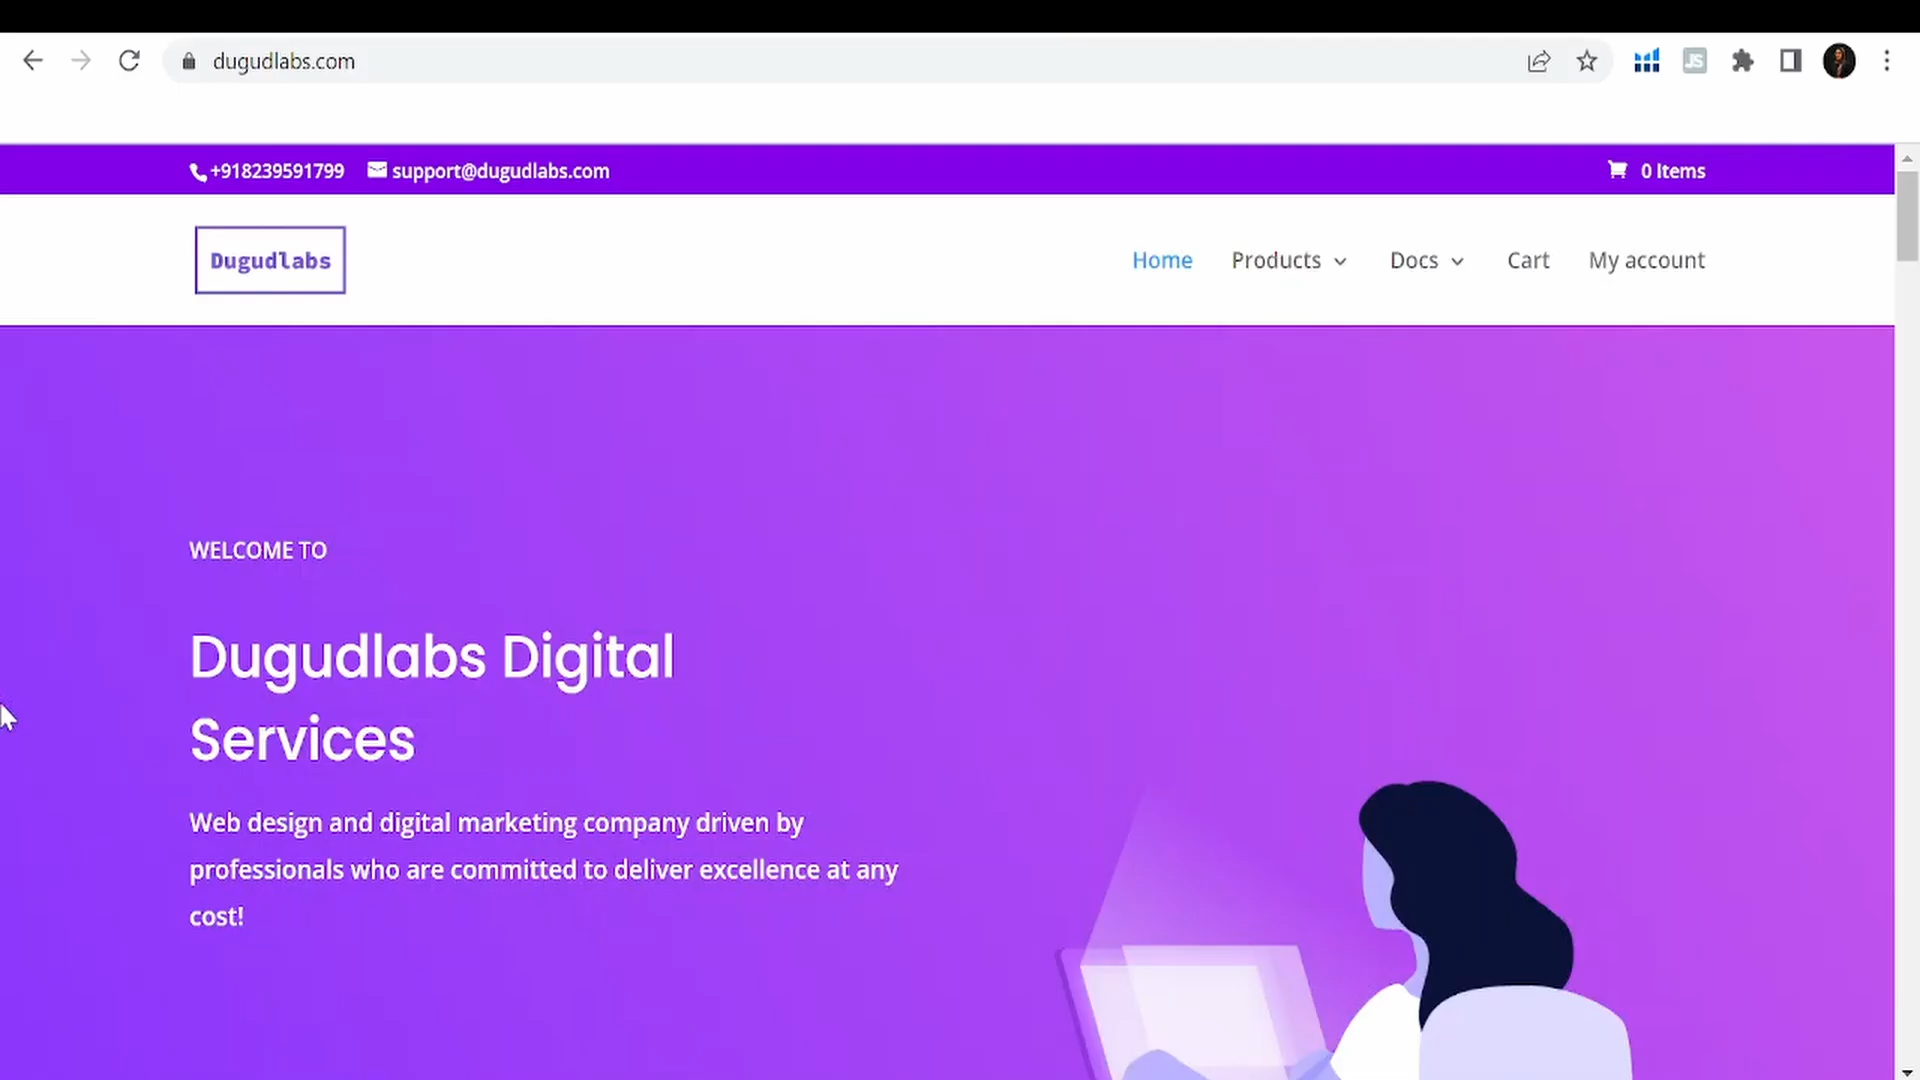 dugudlabs.com
JS
+918239591799 support@dugudlabs.com 0 Items
Dugudlabs
Home Products Docs Cart My account
WELCOME TO
Dugudlabs Digital
Services
Web design and digital marketing company driven by
professionals who are committed to deliver excellence at any
cost!